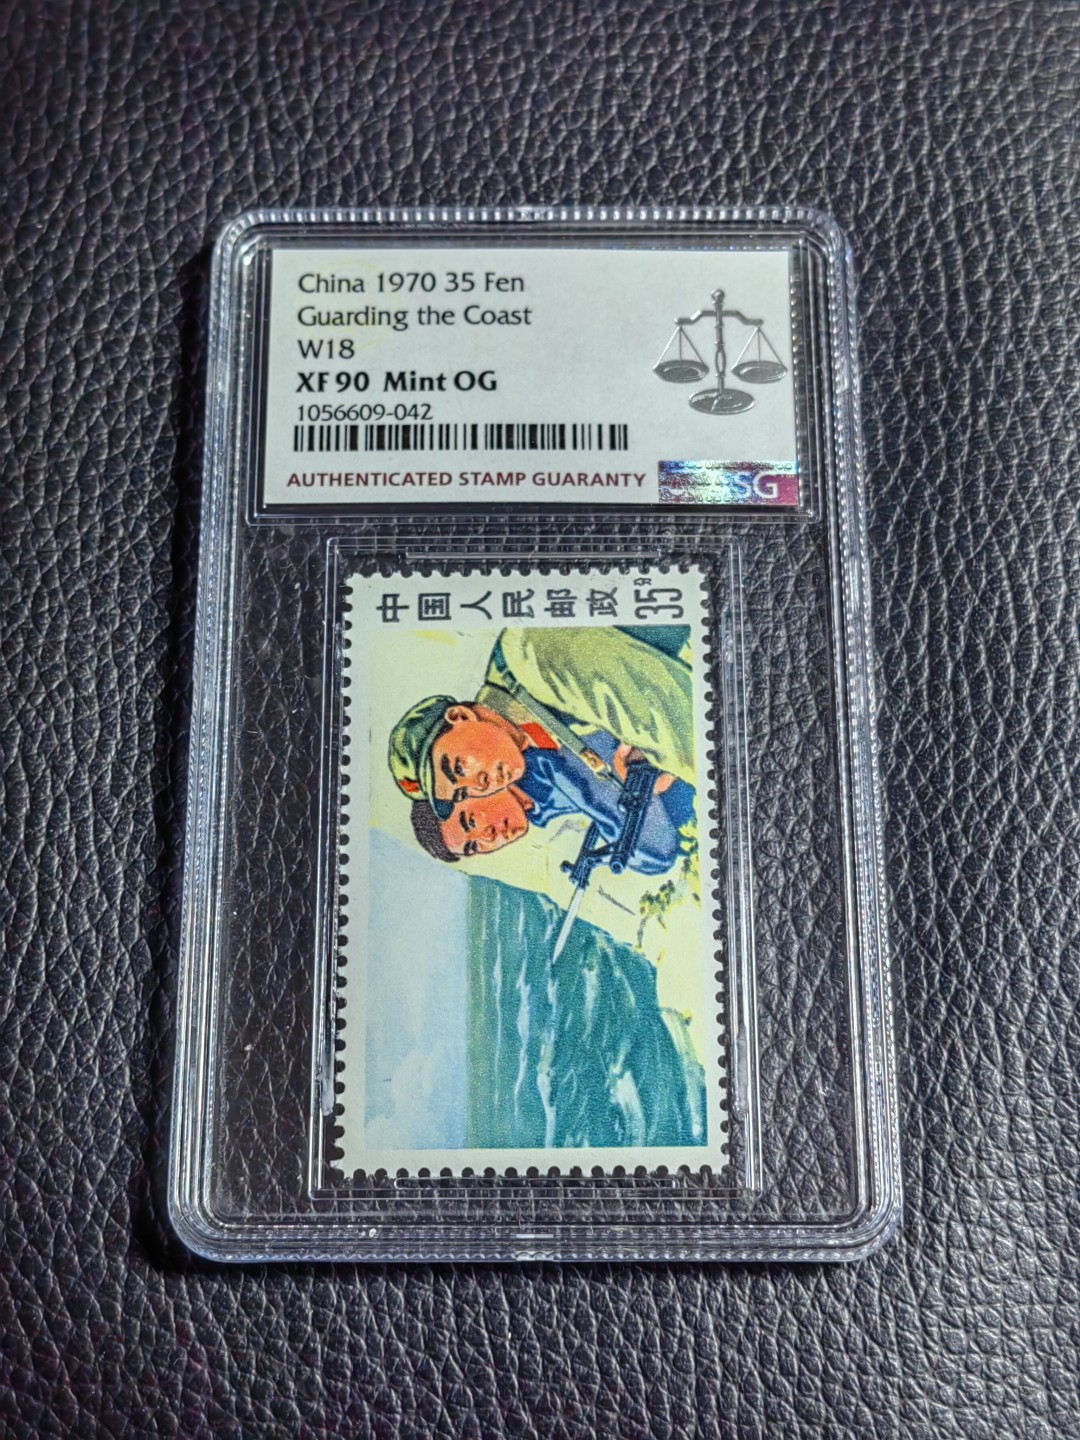 China 1970 35 Fen
Guarding the Coast
W18
XF 90 Mint OG
1056609-042
AUTHENTICATED STAMP GUARANTY
中国人民邮政 35分